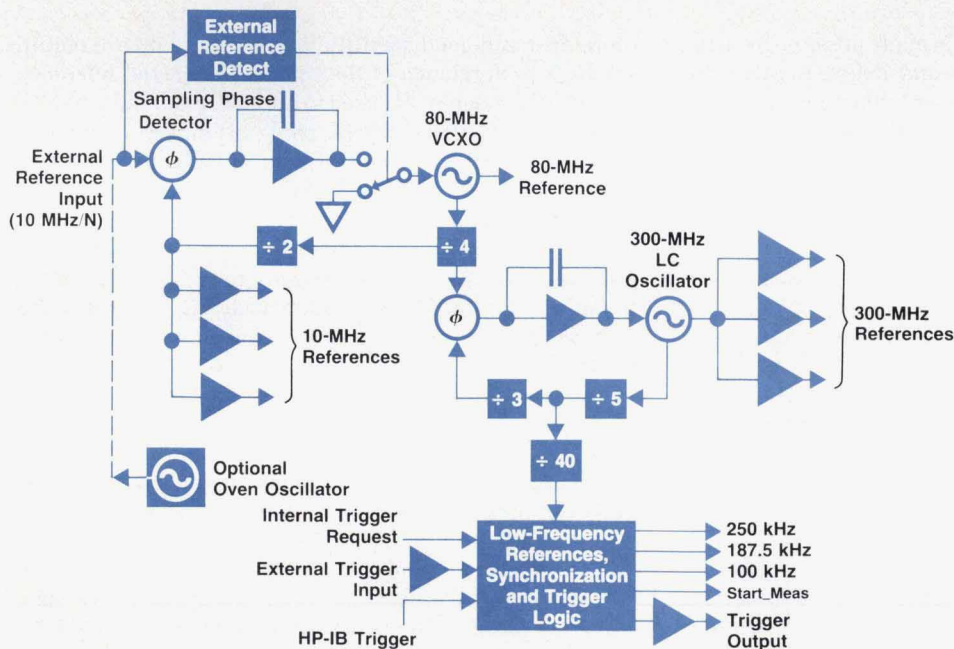 External
Reference
Detect
Sampling Phase
Detector
80-MHz
VCXO
ϕ
External
Reference
Input
(10 MHz/N)
80-MHz
Reference
÷ 2
÷ 4
300-MHz
LC
Oscillator
ϕ
10-MHz
References
300-MHz
References
÷ 3
÷ 5
÷ 40
Optional
Oven Oscillator
Internal Trigger
Request
External Trigger
Input
HP-IB Trigger
Low-Frequency
References,
Synchronization
and Trigger
Logic
250 kHz
187.5 kHz
100 kHz
Start_Meas
Trigger
Output